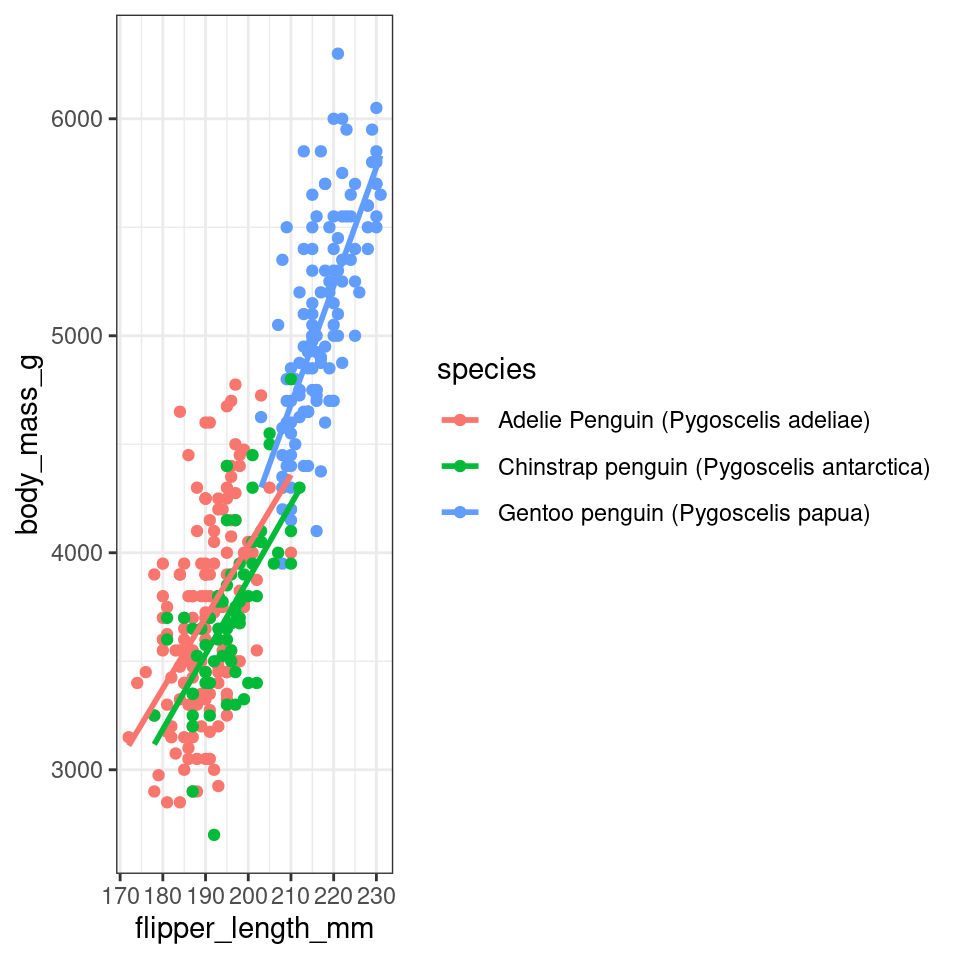 6000
5000
4000
3000
body_mass_g
170 180 190 200 210 220 230
flipper_length_mm
species
Adelie Penguin (Pygoscelis adeliae)
Chinstrap penguin (Pygoscelis antarctica)
Gentoo penguin (Pygoscelis papua)